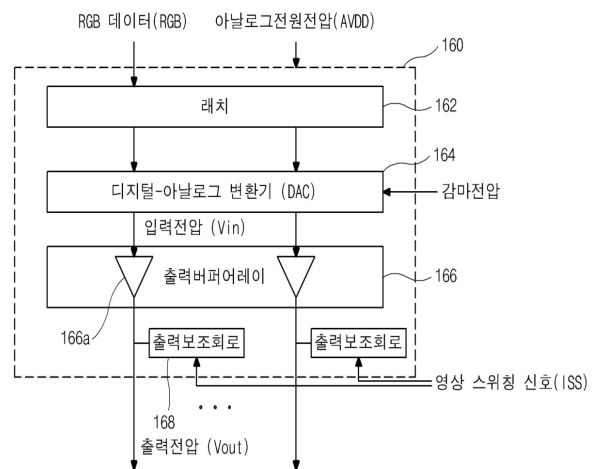 RGB 데이터(RGB) 아날로그전원전압(AVDD)
160
래치
162
164
디지털-아날로그 변환기 (DAC)
감마전압
입력전압 (Vin)
출력버퍼어레이
166
166a
출력보조회로 출력보조회로
168
영상 스위칭 신호(ISS)
...
출력전압 (Vout)